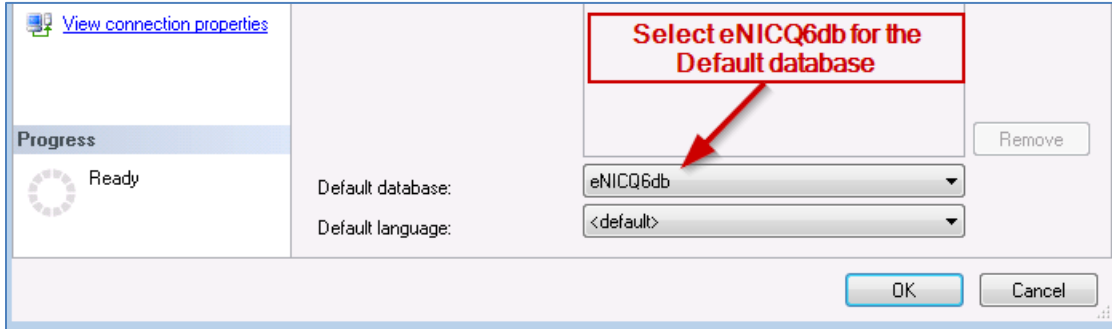 View connection properties
Select eNICQ6db for the
Default database
Progress
Remove
Ready
Default database:
eNICQ6db
Default language:
<default>
OK
Cancel